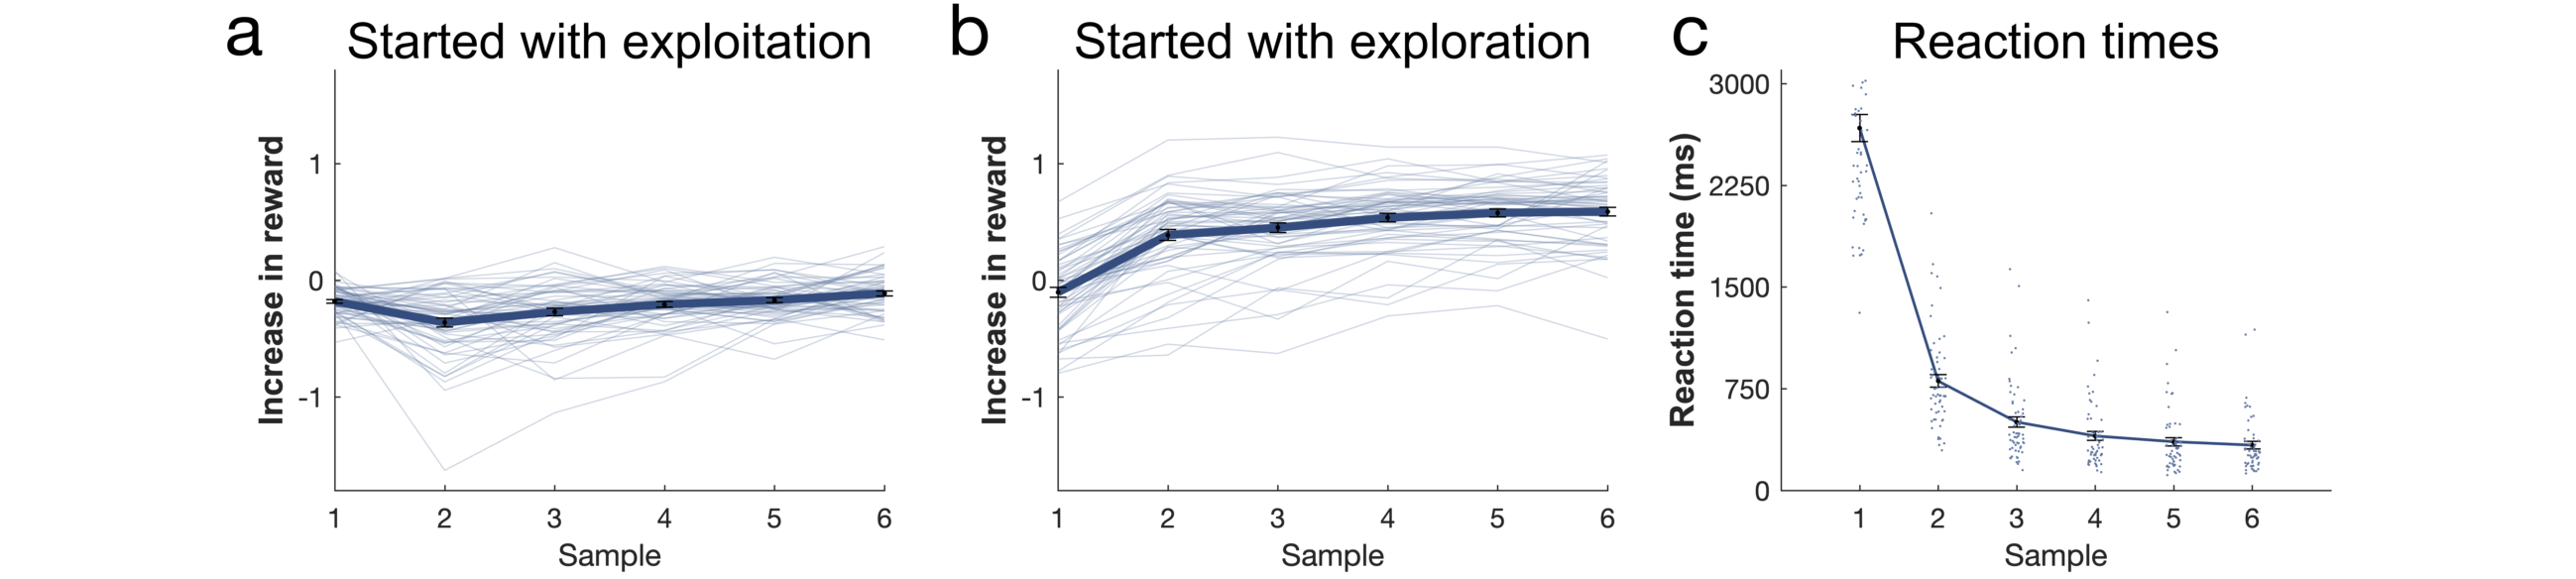 a
Started with exploitation
Increase in reward
1
0
-1
1 2 3 4 5 6
Sample
b
Started with exploration
Increase in reward
1
0
-1
1 2 3 4 5 6
Sample
c
Reaction times
Reaction time (ms)
3000
2250
1500
750
0
1 2 3 4 5 6
Sample